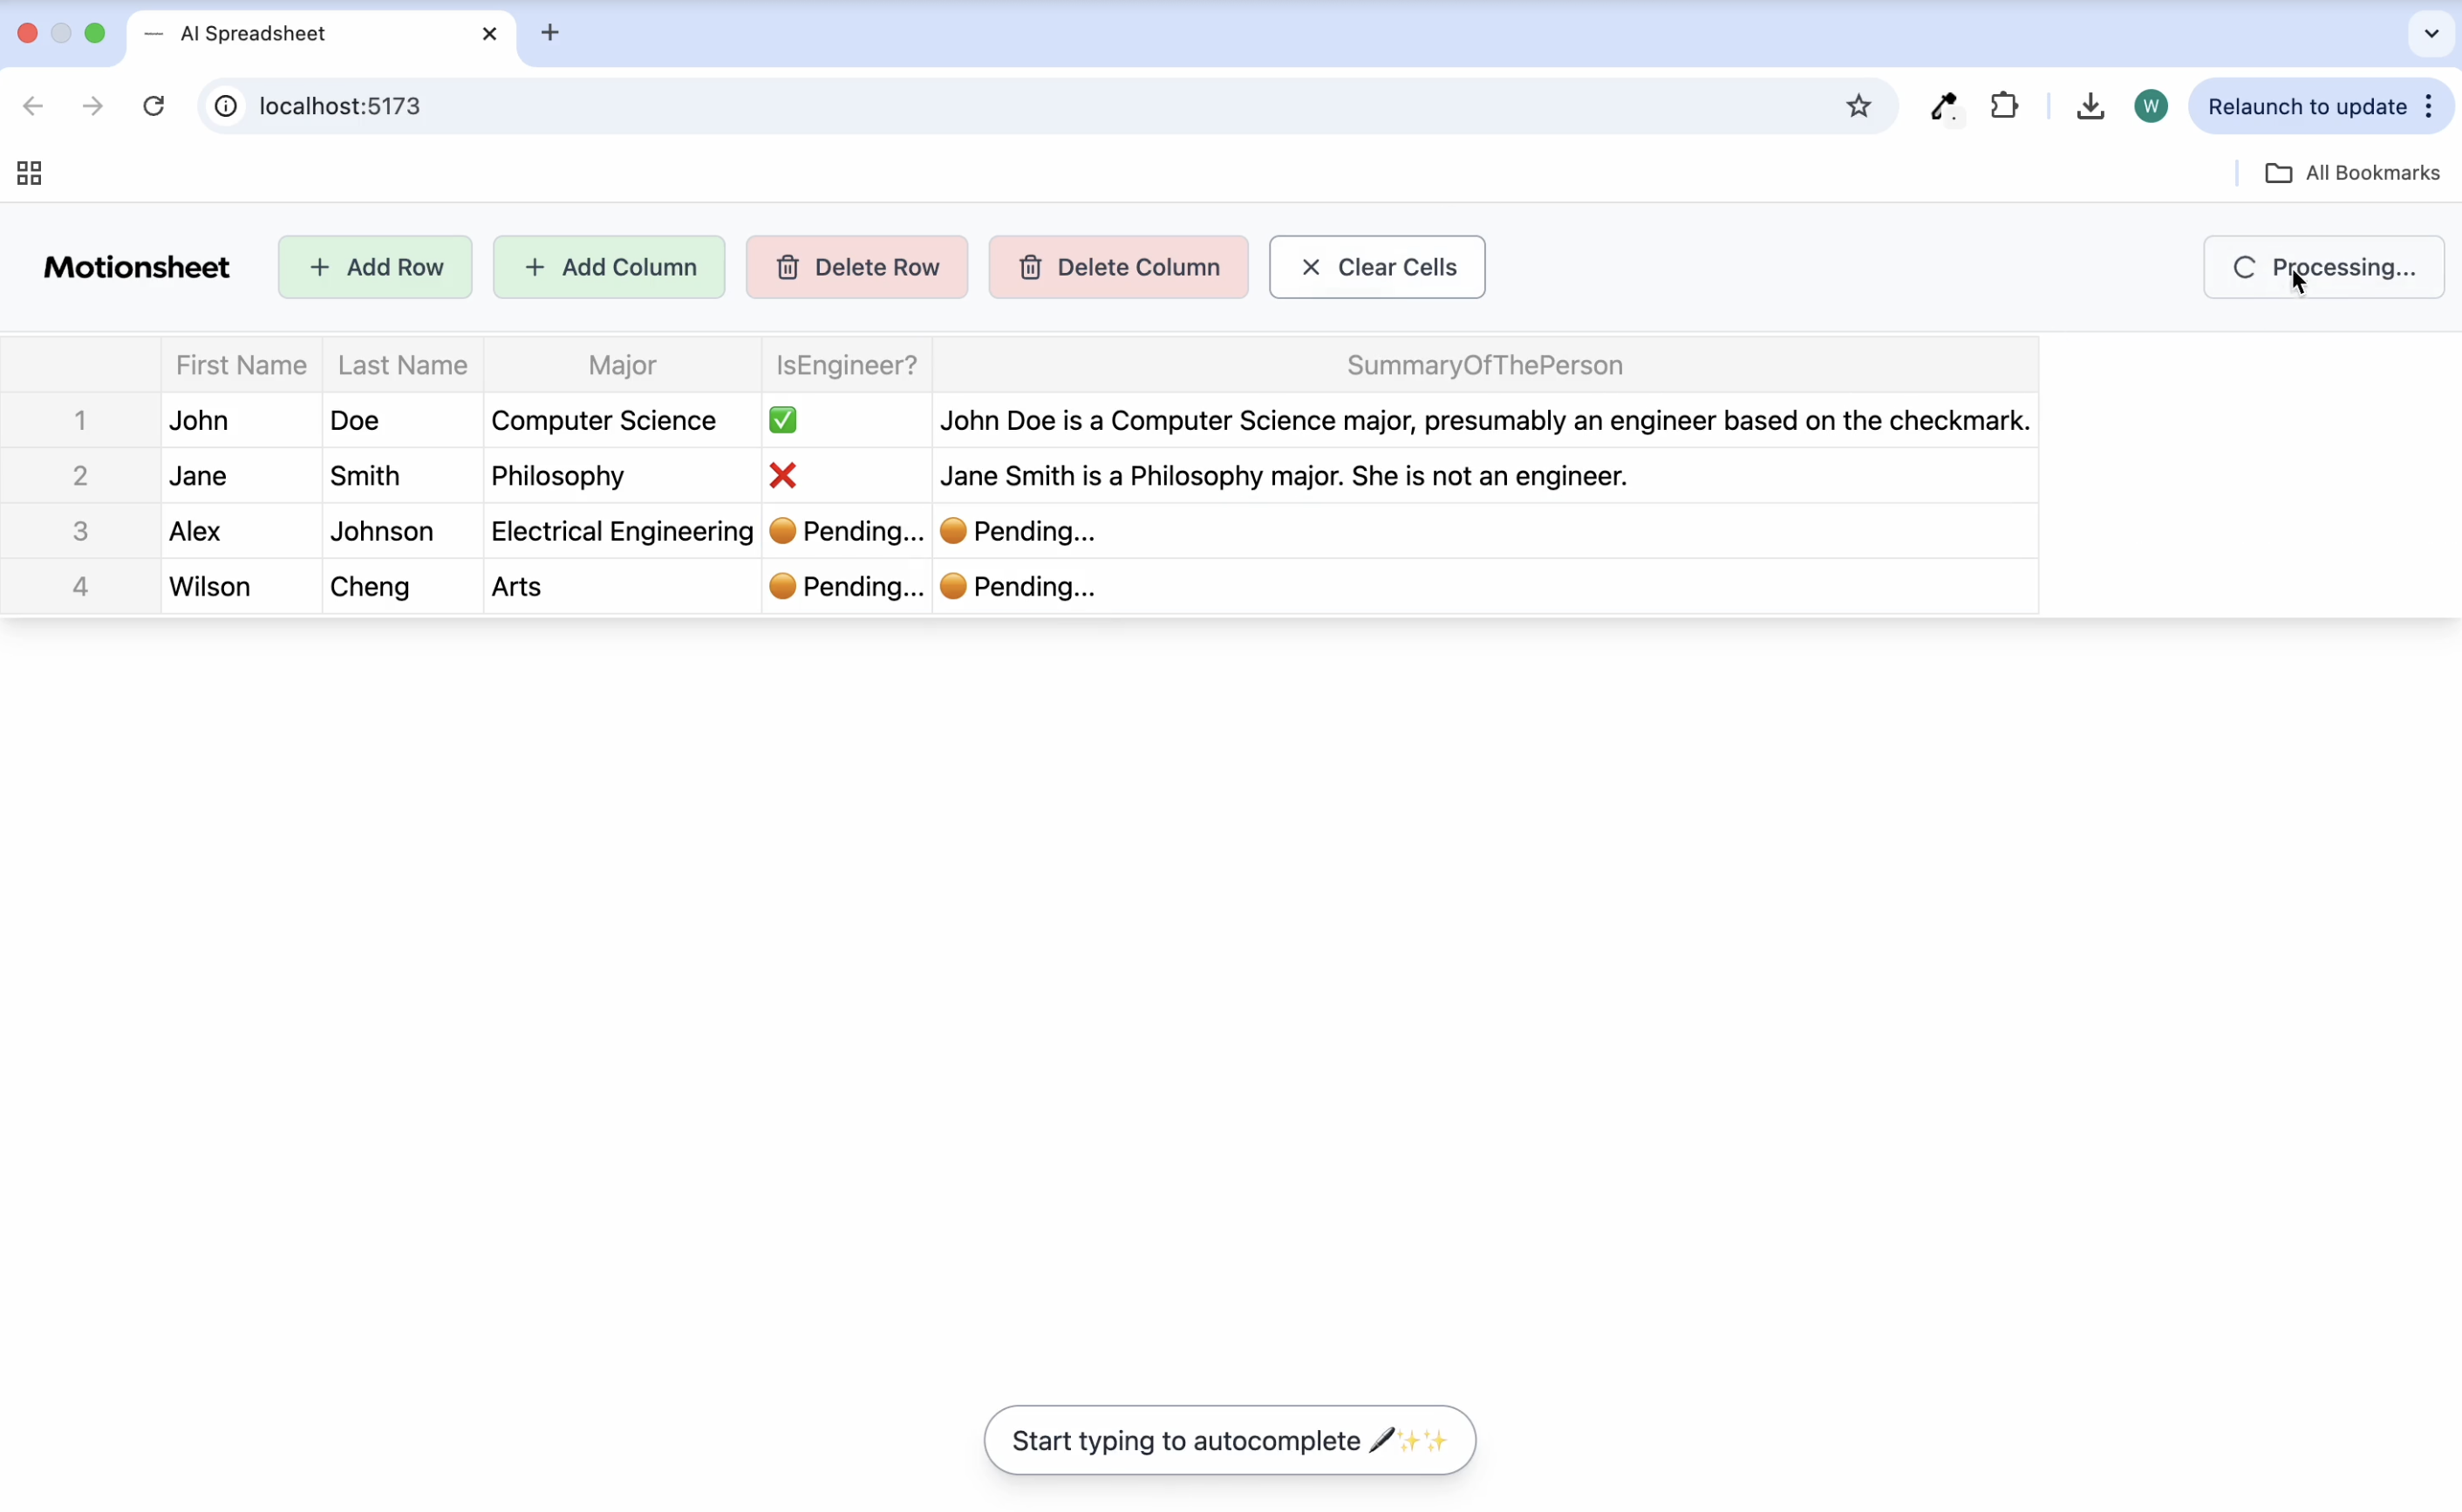 AI Spreadsheet
localhost:5173
W
Relaunch to update
All Bookmarks
Motionsheet
Add Row
Add Column
Delete Row
Delete Column
Clear Cells
Processing...
First Name Last Name Major IsEngineer? SummaryOfThePerson
1 John Doe Computer Science ✅ John Doe is a Computer Science major, presumably an engineer based on the checkmark.
2 Jane Smith Philosophy ❌ Jane Smith is a Philosophy major. She is not an engineer.
3 Alex Johnson Electrical Engineering 🟠 Pending... 🟠 Pending...
4 Wilson Cheng Arts 🟠 Pending... 🟠 Pending...
Start typing to autocomplete 🖋️✨✨